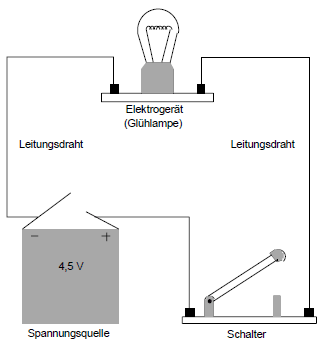 Elektrogerät
(Glühlampe)
Leitungsdraht
Leitungsdraht
– +
4,5 V
Spannungsquelle
Schalter